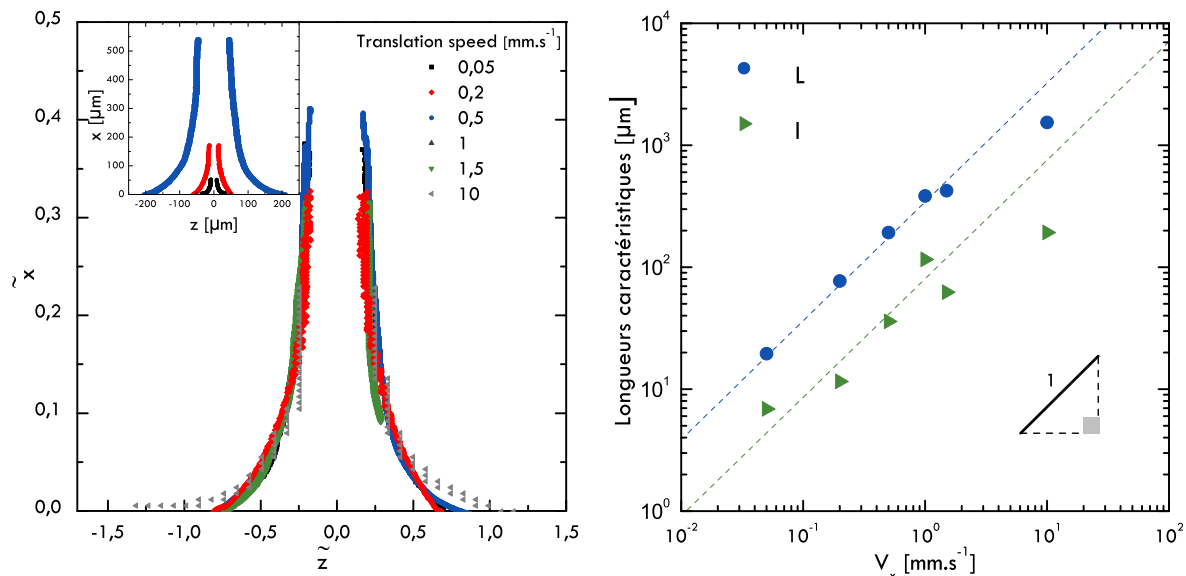 0,5
0,4
0,3
0,2
0,1
0,0
x̃
-1,5 -1,0 -0,5 0,0 0,5 1,0 1,5
z̃
500
400
300
200
100
0
x [µm]
-200 -100 0 100 200
z [µm]
Translation speed [mm.s⁻¹]
0,05
0,2
0,5
1
1,5
10
10⁴
10³
10²
10¹
10⁰
Longueurs caractéristiques [µm]
L
l
1
10⁻² 10⁻¹ 10⁰ 10¹ 10²
Vₓ [mm.s⁻¹]